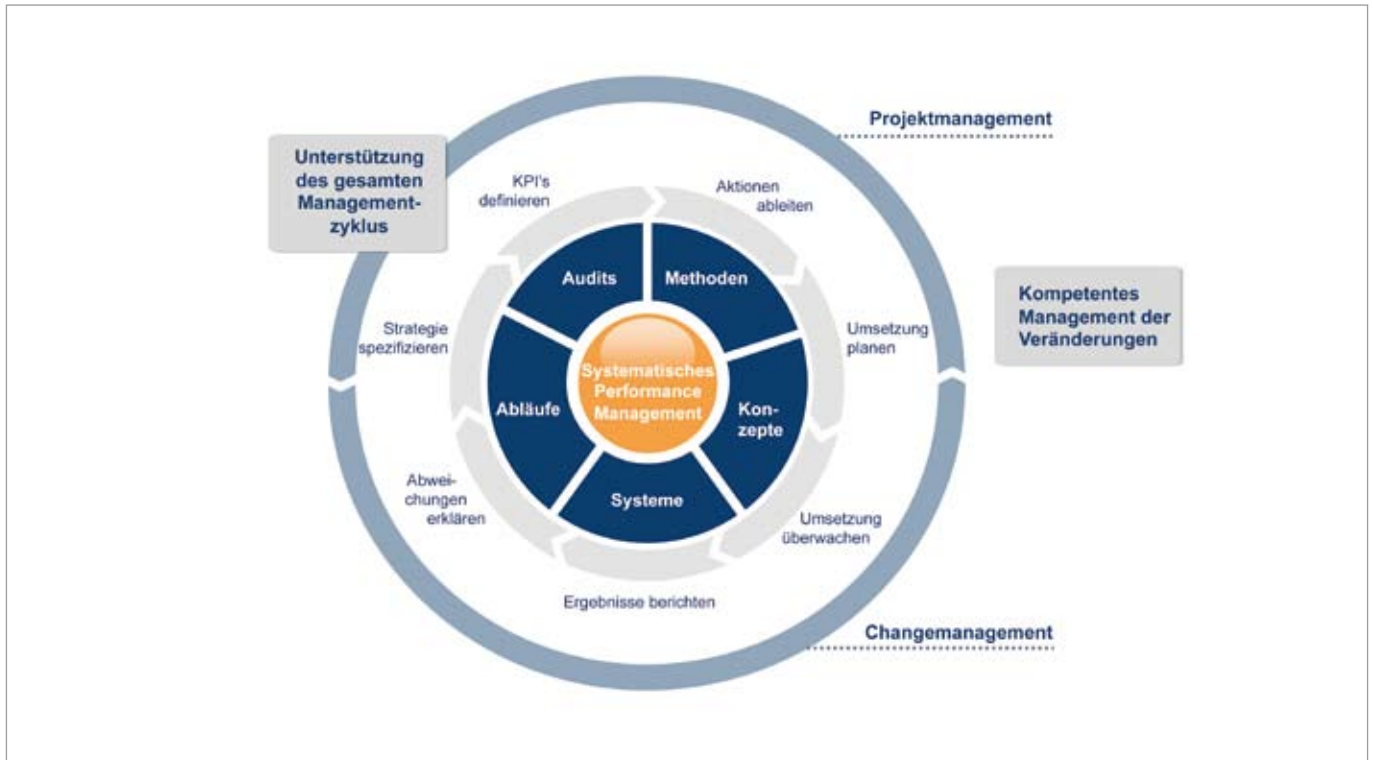 Projektmanagement
Unterstützung
des gesamten
Management-
zyklus
KPI's
definieren
Aktionen
ableiten
Audits
Methoden
Kompetentes
Management der
Veränderungen
Strategie
spezifizieren
Umsetzung
planen
Systematisches
Performance
Management
Abläufe
Kon-
zepte
Abwei-
chungen
erklären
Systeme
Umsetzung
überwachen
Ergebnisse berichten
Changemanagement